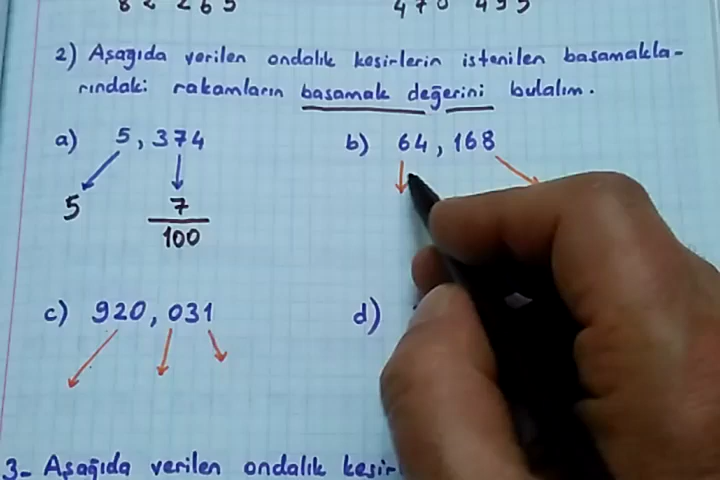 2) Aşağıda verilen ondalık kesirlerin istenilen basamakla-
rındaki rakamların basamak değerini bulalım.
a) 5,374
b) 64,168
5
7
100
c) 920,031
d)
3- Aşağıda verilen ondalık kesir